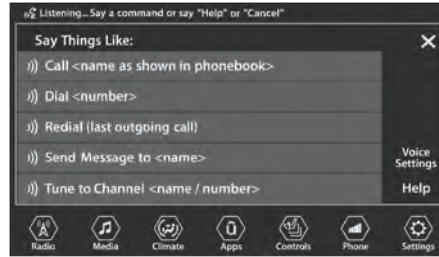 Listening... Say a command or say "Help" or "Cancel"
Say Things Like:
Call <name as shown in phonebook>
Dial <number>
Redial (last outgoing call)
Send Message to <name>
Tune to Channel <name / number>
Voice
Settings
Help
Radio
Media
Climate
Apps
Controls
Phone
Settings